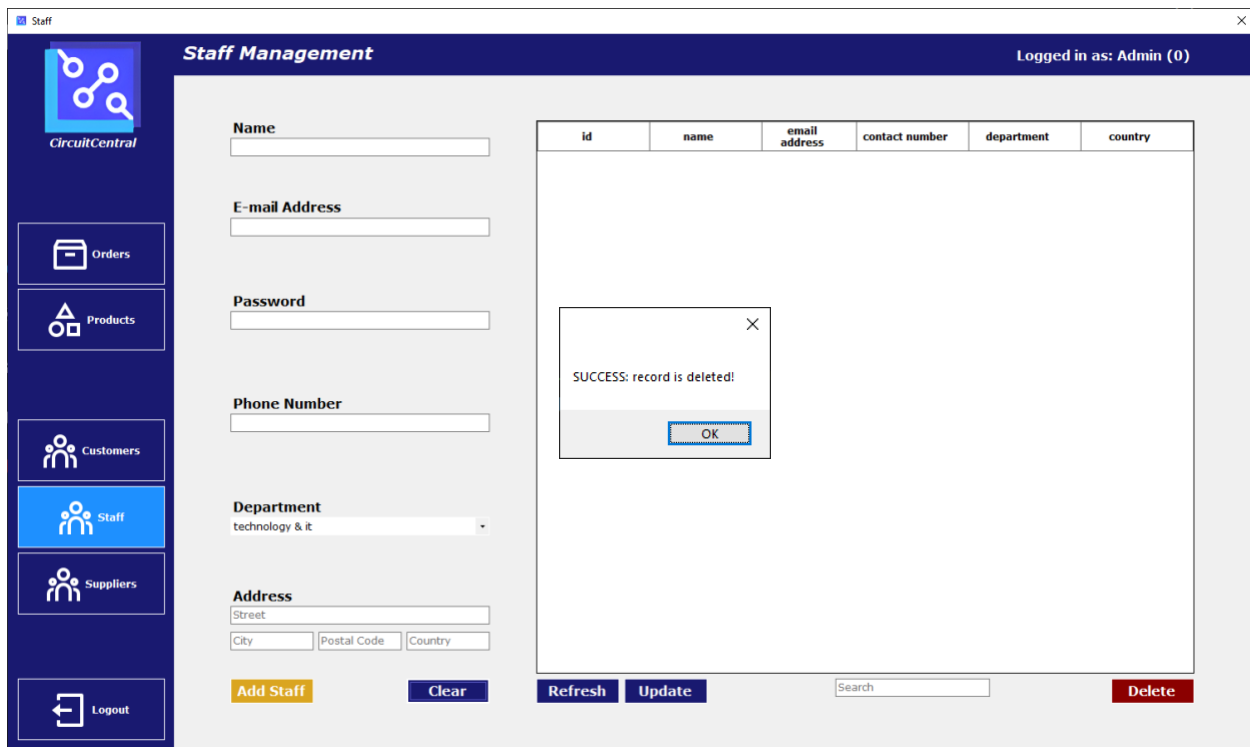 Staff
Staff Management
Logged in as: Admin (0)
CircuitCentral
Orders
Products
Customers
Staff
Suppliers
Logout
Name
E-mail Address
Password
Phone Number
Department
technology & it
Address
Street
City Postal Code Country
Add Staff Clear
id name email address contact number department country
SUCCESS: record is deleted!
OK
Refresh Update Search Delete